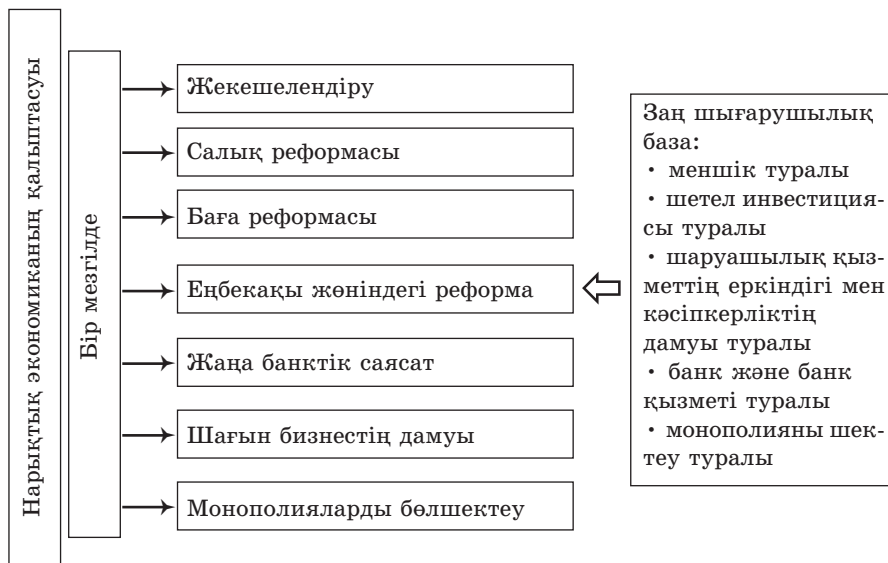 Нарықтық экономиканың қалыптасуы
Бір мезгілде
Жекешелендіру
Салық реформасы
Баға реформасы
Еңбекақы жөніндегі реформа
Жаңа банктік саясат
Шағын бизнестің дамуы
Монополияларды бөлшектеу
Заң шығарушылық
база:
• меншік туралы
• шетел инвестиция-
сы туралы
• шаруашылық қыз-
меттің еркіндігі мен
кәсіпкерліктің
дамуы туралы
• банк және банк
қызметі туралы
• монополияны шек-
теу туралы